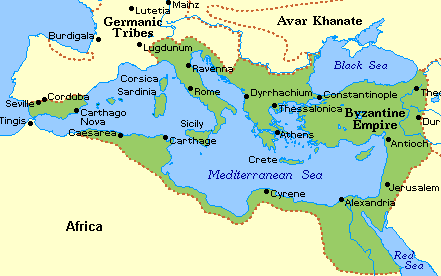 Lutetia
Mainz
Germanic
Tribes
Avar Khanate
Burdigala
Lugdunum
Black Sea
Corsica
Sardinia
Ravenna
Rome
Dyrrhachium
Constantinople
Thessalonica
Byzantine
Empire
Cordoba
Seville
Carthago
Nova
Tingis
Caesarea
Sicily
Carthage
Athens
Antioch
Crete
Mediterranean Sea
Cyrene
Jerusalem
Alexandria
Africa
Red
Sea